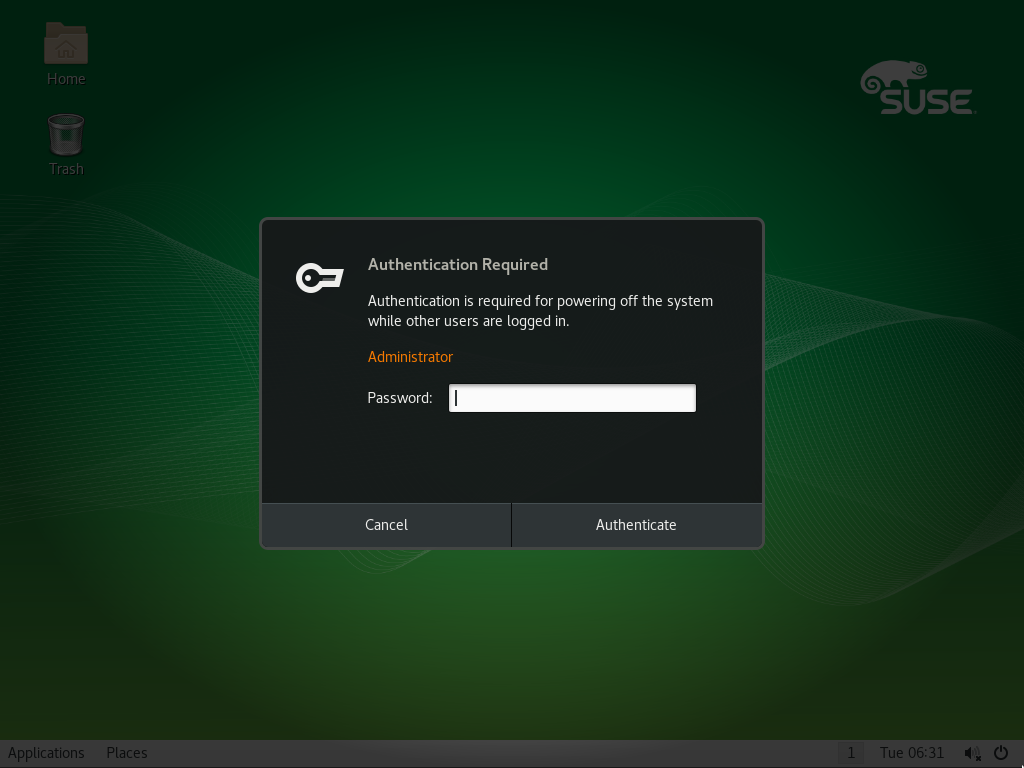 Home
Trash
SUSE
Authentication Required
Authentication is required for powering off the system
while other users are logged in.
Administrator
Password:
Cancel
Authenticate
Applications Places 1 Tue 06:31